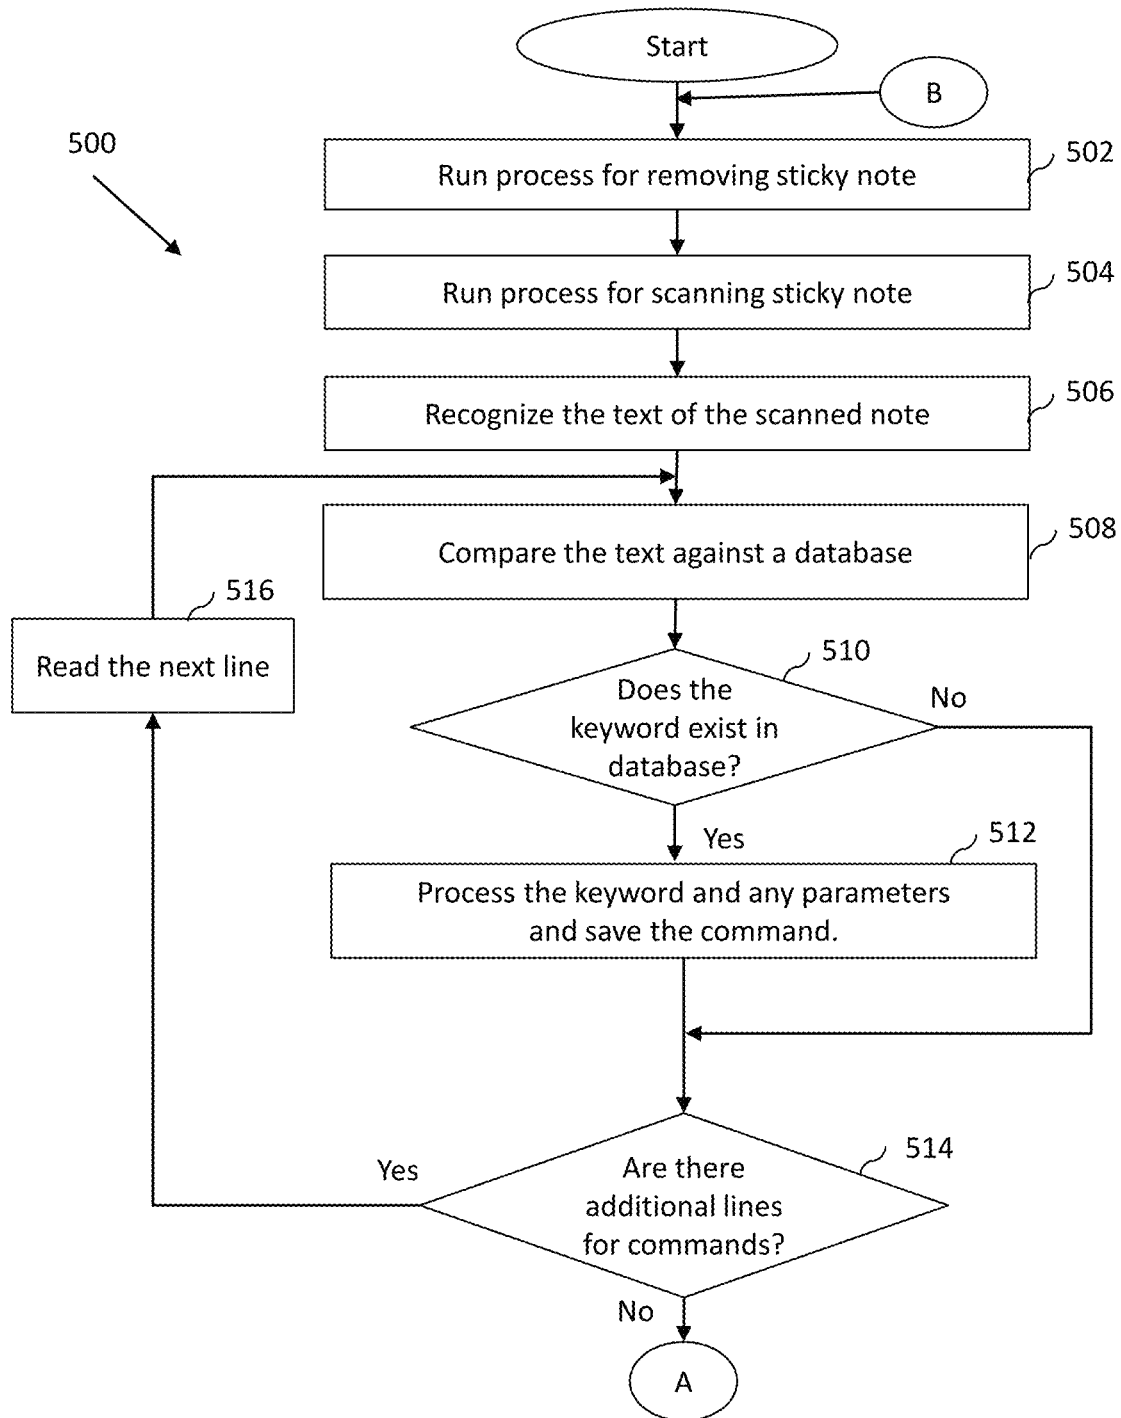 Start
B
500
502
Run process for removing sticky note
504
Run process for scanning sticky note
506
Recognize the text of the scanned note
508
Compare the text against a database
516
Read the next line
510
Does the
keyword exist in
database?
No
Yes
512
Process the keyword and any parameters
and save the command.
514
Yes
Are there
additional lines
for commands?
No
A